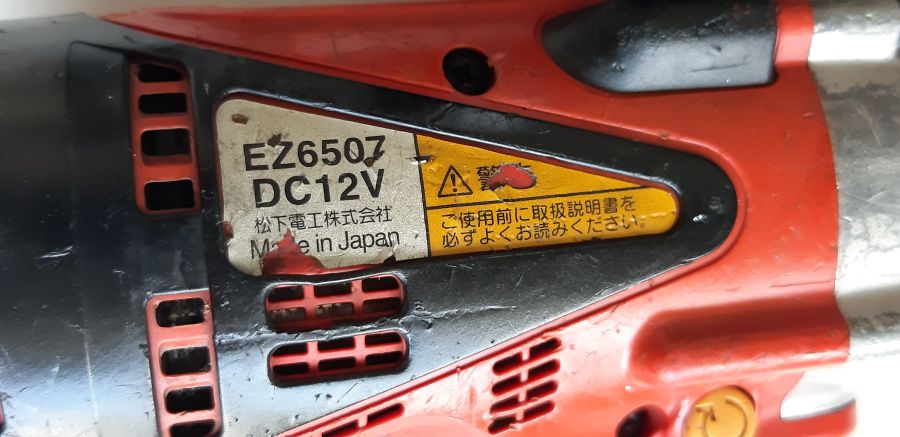 EZ6507
DC12V
松下電工株式会社
Made in Japan
ご使用前に取扱説明書を
必ずよくお読みください。